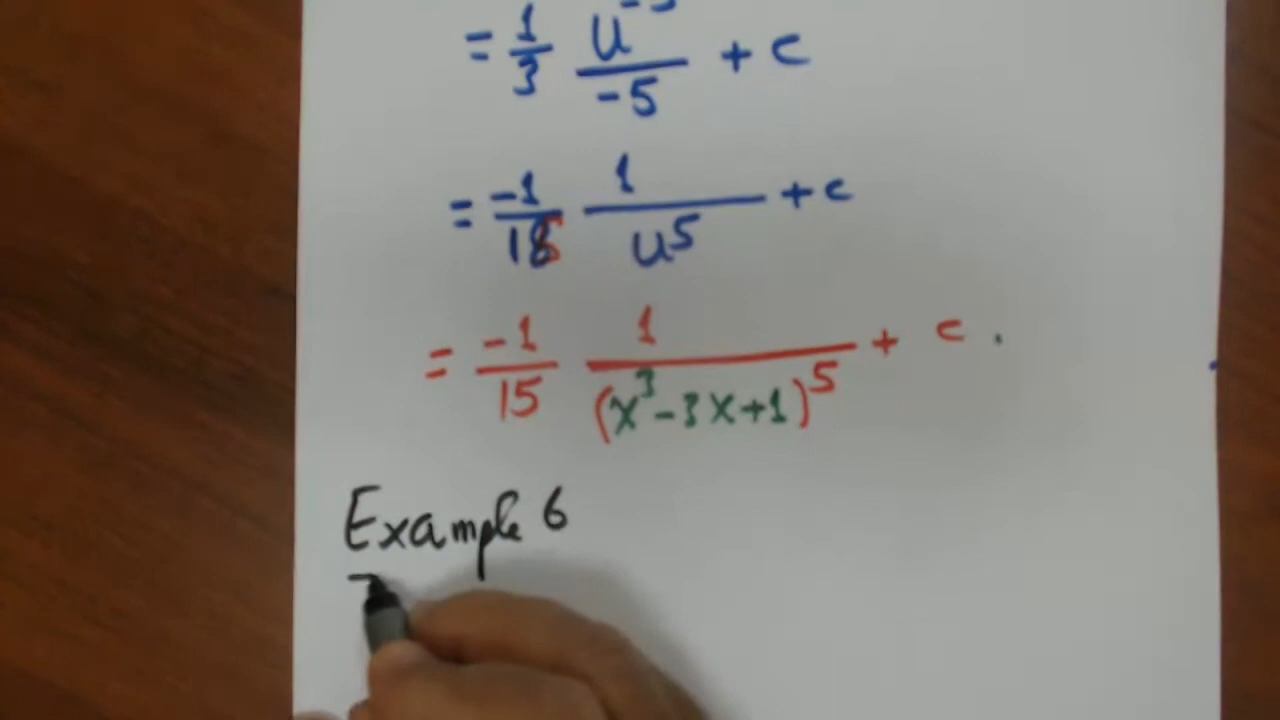 = 1/3 u^-5/-5 + c
= -1/15 1/u^5 + c
= -1/15 1/(x^3-3x+1)^5 + c .
Example 6